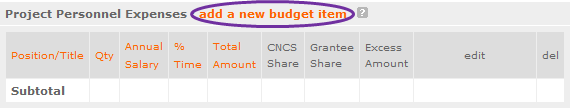 Project Personnel Expenses add a new budget item ?
Position/Title Qty Annual Salary % Time Total Amount CNCS Share Grantee Share Excess Amount edit del
Subtotal